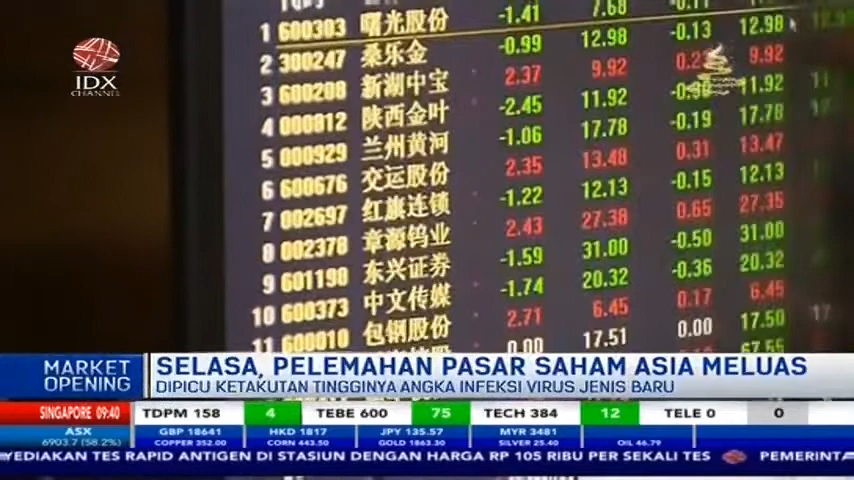 1 600303 曙光股份 -1.41 7.68 -0.11
2 300247 桑乐金 -0.99 12.98 -0.13 12.98
3 600208 新湖中宝 2.37 9.92 9.92
4 000812 陕西金叶 -2.45 11.92 11.92
5 000929 兰州黄河 -1.06 17.78 -0.19 17.78
6 600676 交运股份 2.35 13.48 0.31 13.47
7 002697 红旗连锁 -1.22 12.13 -0.15 12.13
8 002378 章源钨业 2.43 27.38 0.65 27.35
9 601198 东兴证券 -1.59 31.00 -0.50 31.00
10 600373 中文传媒 -1.74 20.32 -0.36 20.32
11 600010 包钢股份 2.71 6.45 0.17 6.45
0.00 17.51 0.00 17.50
IDX
CHANNEL
MARKET OPENING
SELASA, PELEMAHAN PASAR SAHAM ASIA MELUAS
DIPICU KETAKUTAN TINGGINYA ANGKA INFEKSI VIRUS JENIS BARU
SINGAPORE 09:40 TDPM 158 4 TEBE 600 75 TECH 384 12 TELE 0 0
ASX GBP 18641 HKD 1817 JPY 135.57 MYR 3481
6903.7 (58.2%) COPPER 352.00 CORN 443.50 GOLD 1863.30 SILVER 25.40 OIL 46.79
YEDIAKAN TES RAPID ANTIGEN DI STASIUN DENGAN HARGA RP 105 RIBU PER SEKALI TES PEMERINTA